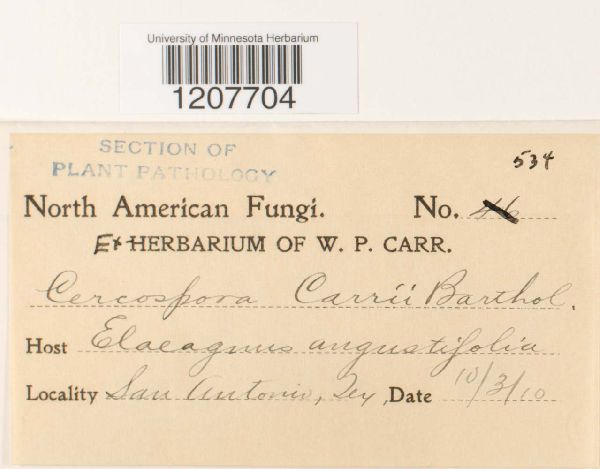 University of Minnesota Herbarium
1207704
SECTION OF
PLANT PATHOLOGY
534
North American Fungi. No.
Ex HERBARIUM OF W. P. CARR.
Cercospora Carrii Barthol.
Host Elaeagnus angustifolia
Locality San Antonio, Tex, Date 10/3/10